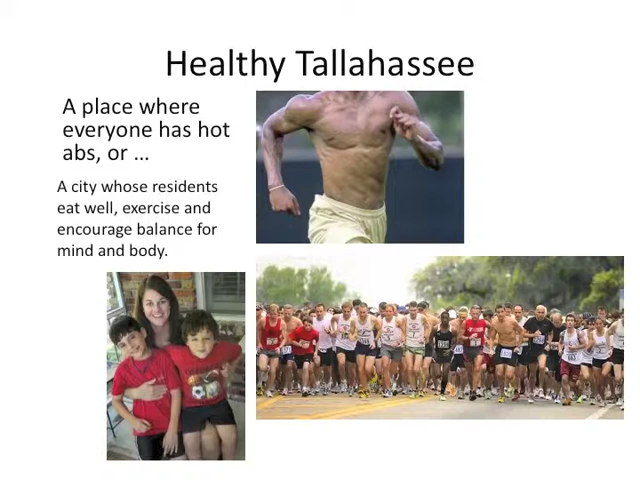 Healthy Tallahassee
A place where
everyone has hot
abs, or ...
A city whose residents
eat well, exercise and
encourage balance for
mind and body.